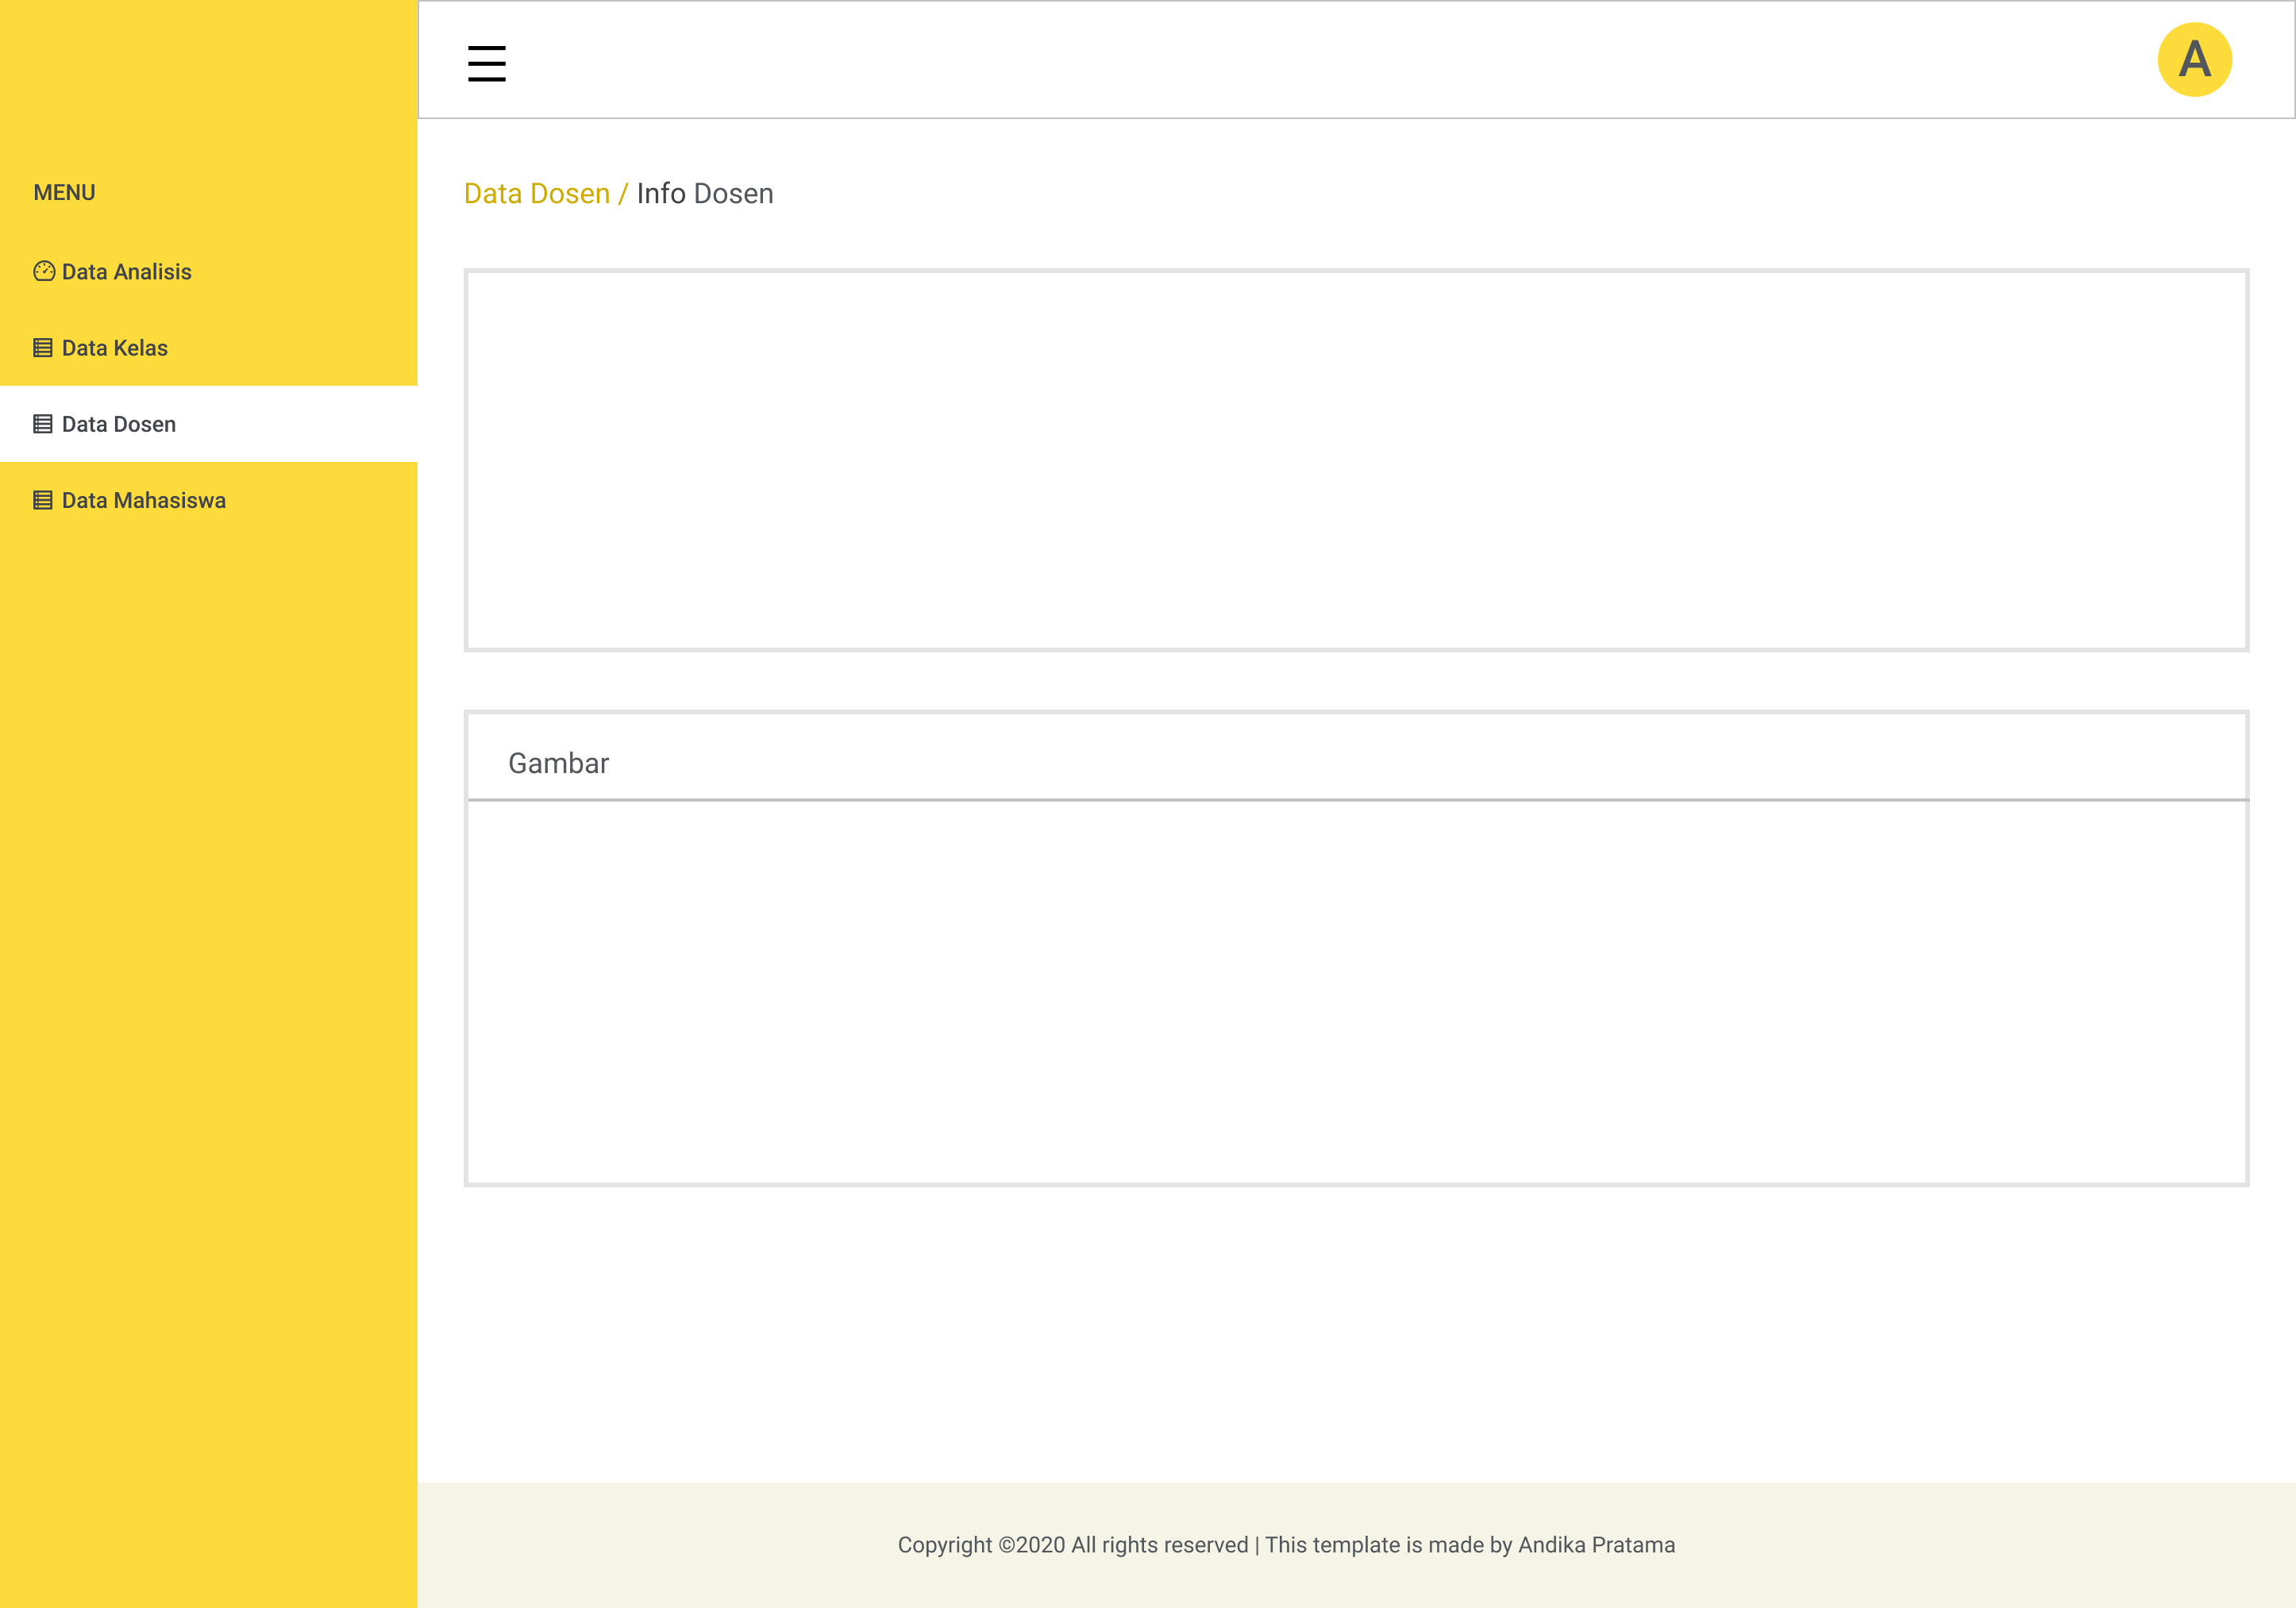 A
MENU
Data Dosen / Info Dosen
Data Analisis
Data Kelas
Data Dosen
Data Mahasiswa
Gambar
Copyright ©2020 All rights reserved | This template is made by Andika Pratama